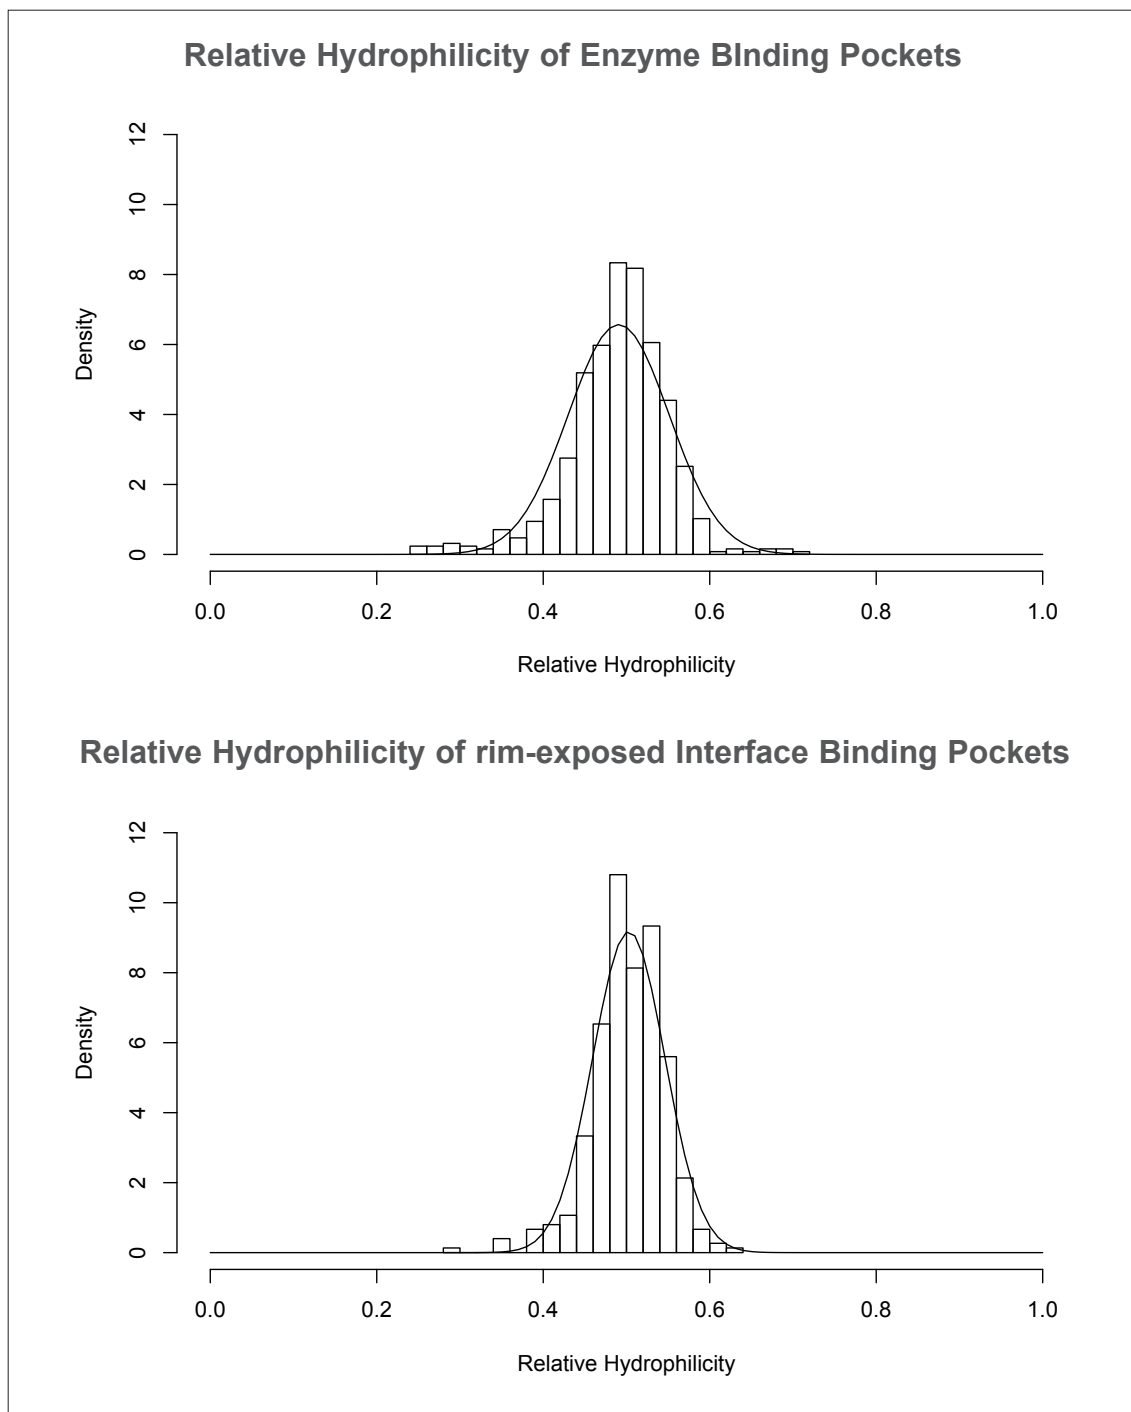 Relative Hydrophilicity of Enzyme BInding Pockets
12
10
8
6
4
2
0
Density
0.0 0.2 0.4 0.6 0.8 1.0
Relative Hydrophilicity
Relative Hydrophilicity of rim-exposed Interface Binding Pockets
12
10
8
6
4
2
0
Density
0.0 0.2 0.4 0.6 0.8 1.0
Relative Hydrophilicity